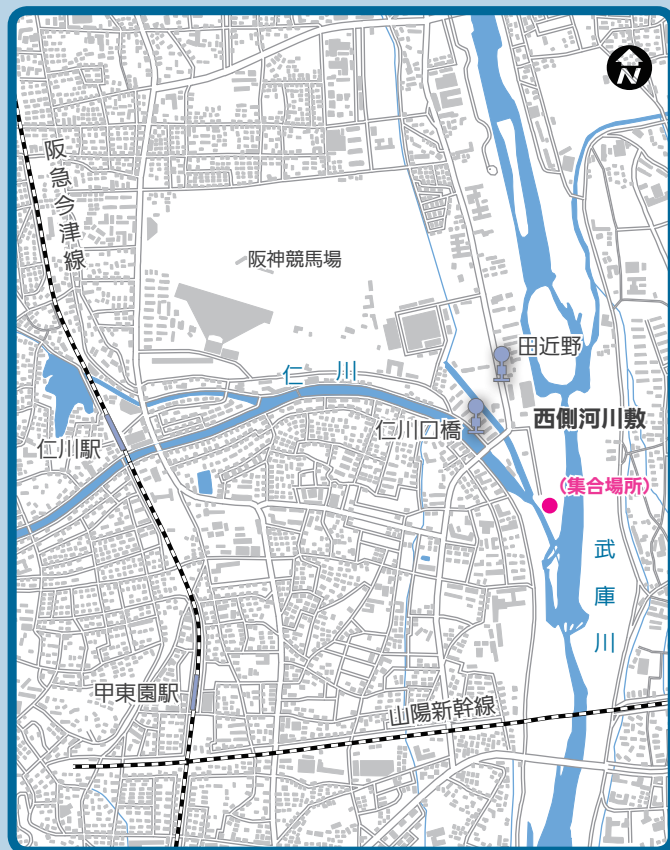 N
阪急今津線
阪神競馬場
田近野
仁川
仁川口橋
西側河川敷
仁川駅
(集合場所)
武庫川
甲東園駅
山陽新幹線